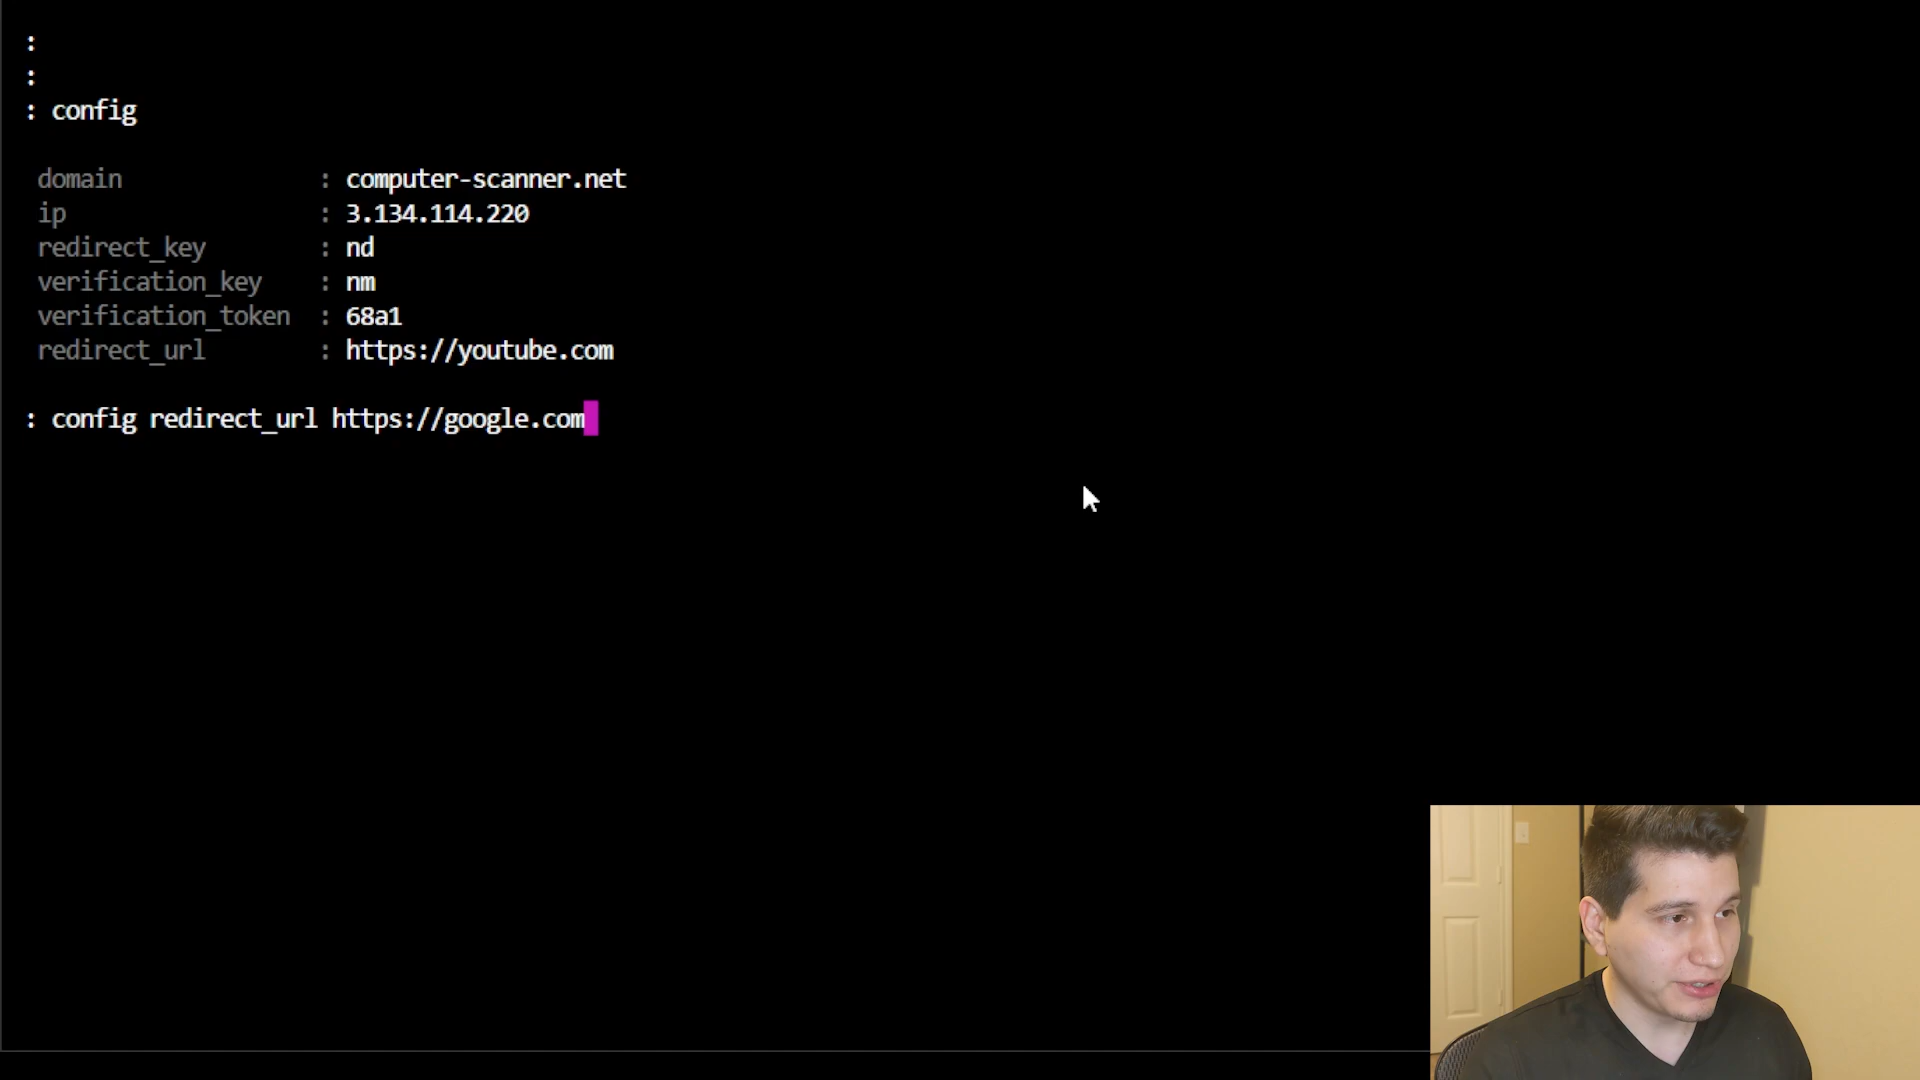 :
:
: config
domain : computer-scanner.net
ip : 3.134.114.220
redirect_key : nd
verification_key : nm
verification_token : 68a1
redirect_url : https://youtube.com
: config redirect_url https://google.com